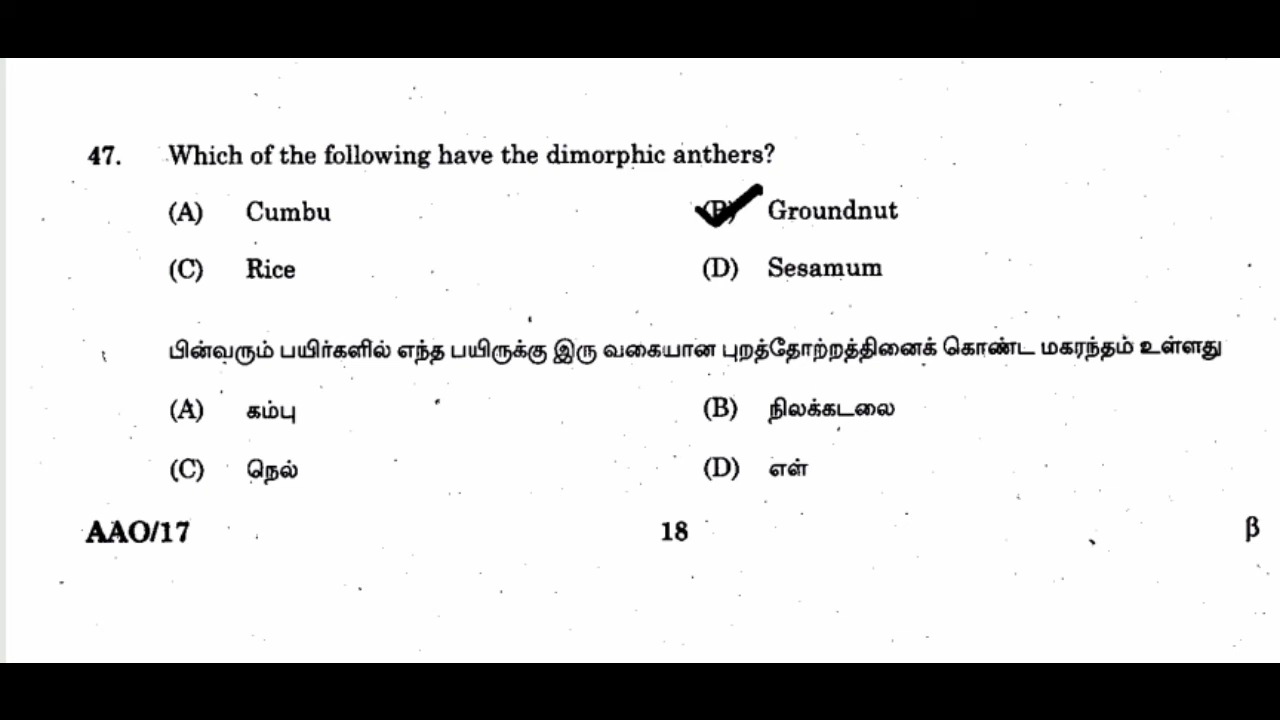 47. Which of the following have the dimorphic anthers?
(A) Cumbu (B) Groundnut
(C) Rice (D) Sesamum
பின்வரும் பயிர்களில் எந்த பயிருக்கு இரு வகையான புறத்தோற்றத்தினைக் கொண்ட மகரந்தம் உள்ளது
(A) கம்பு (B) நிலக்கடலை
(C) நெல் (D) எள்
AAO/17 18 β